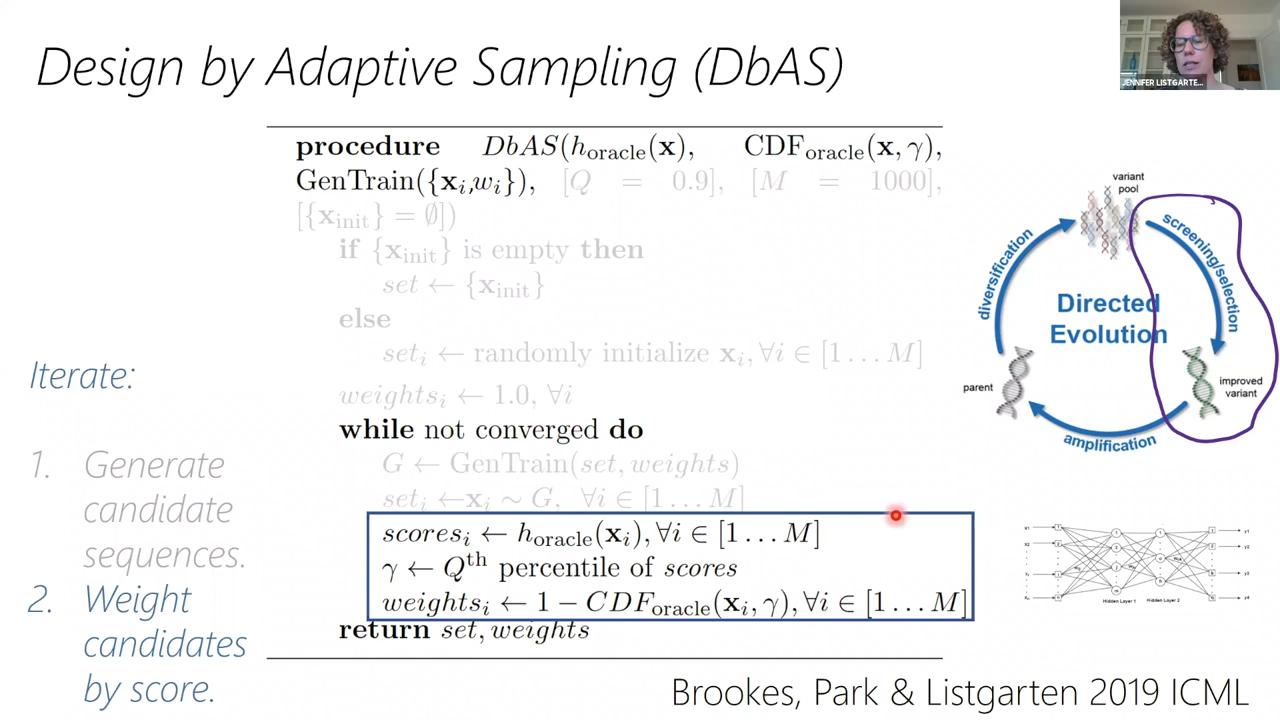 Design by Adaptive Sampling (DbAS)
JENNIFER LISTGARTE...
procedure DbAS(h_oracle(x), CDF_oracle(x, γ),
GenTrain({x_i,w_i}), [Q = 0.9], [M = 1000],
[{x_init} = ∅])
if {x_init} is empty then
set ← {x_init}
else
set_i ← randomly initialize x_i, ∀i ∈ [1 … M]
weights_i ← 1.0, ∀i
while not converged do
G ← GenTrain(set, weights)
set_i ←x_i ∼ G, ∀i ∈ [1 … M]
scores_i ← h_oracle(x_i), ∀i ∈ [1 … M]
γ ← Q^th percentile of scores
weights_i ← 1 − CDF_oracle(x_i, γ), ∀i ∈ [1 … M]
return set, weights
Iterate:
1. Generate
candidate
sequences.
2. Weight
candidates
by score.
variant
pool
diversification
screening/selection
Directed
Evolution
parent
improved
variant
amplification
Hidden Layer 1 Hidden Layer 2
Brookes, Park & Listgarten 2019 ICML